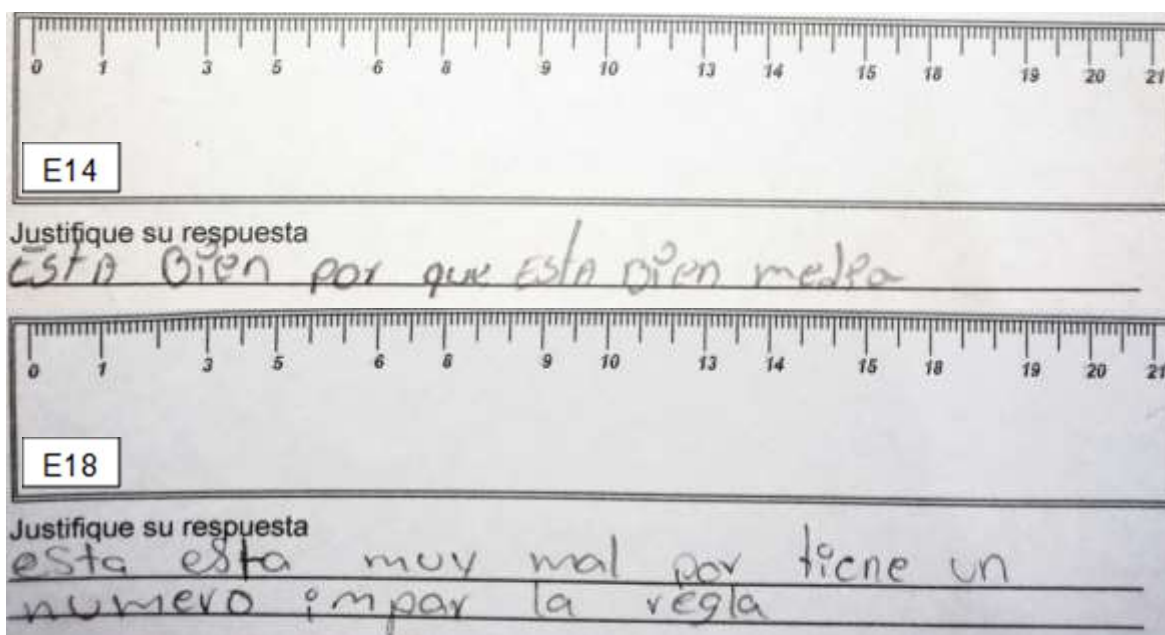 0 1 3 5 6 8 9 10 13 14 15 18 19 20 21
E14
Justifique su respuesta
ESTA Bien por que ESTA Bien media
0 1 3 5 6 8 9 10 13 14 15 18 19 20 21
E18
Justifique su respuesta
esta esta muy mal por tiene un
numero impar la regla